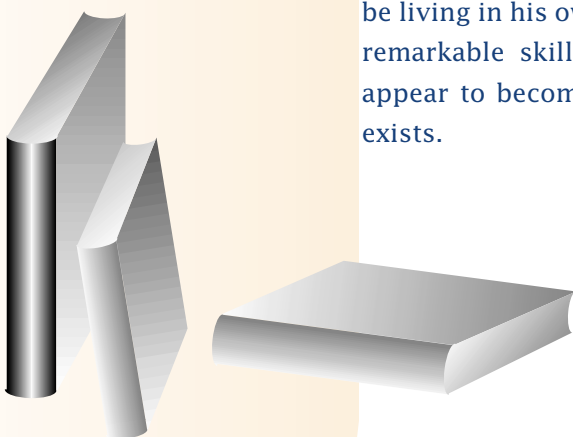 be living in his
remarkable skill
appear to
exists.